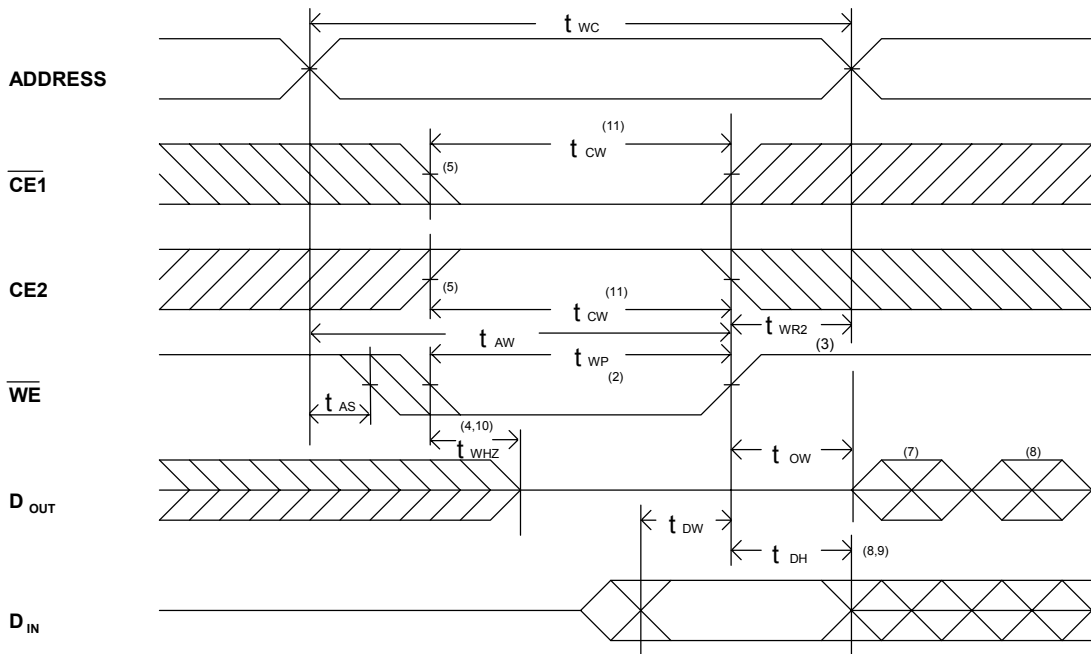 t WC
ADDRESS
(11)
t CW
CE1
(5)
CE2
(5)
(11)
t CW
t AW
t WR2
t WP
(3)
(2)
WE
t AS
(4,10)
t WHZ
t OW
(7)
(8)
D OUT
t DW
t DH
(8,9)
D IN